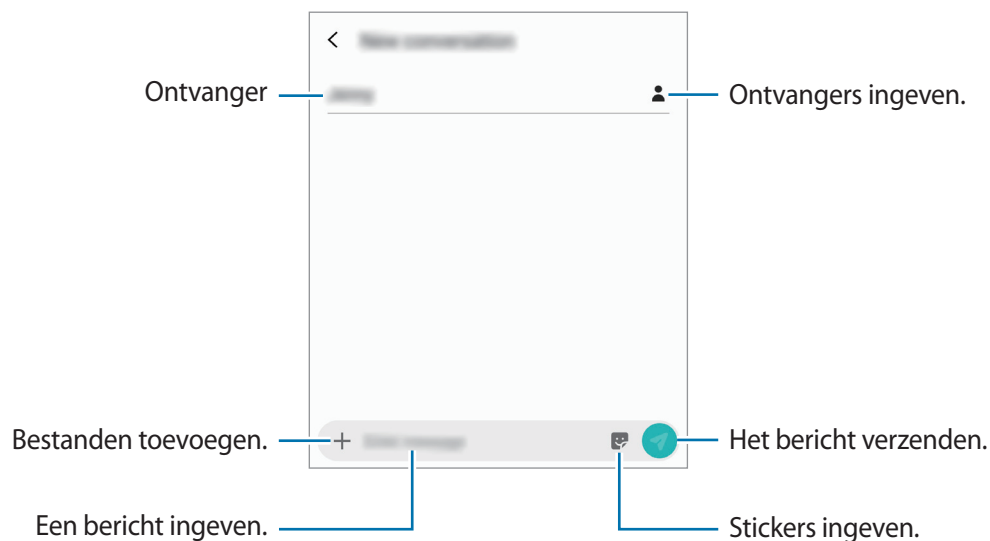 Ontvanger
Ontvangers ingeven.
Bestanden toevoegen.
Het bericht verzenden.
Een bericht ingeven.
Stickers ingeven.